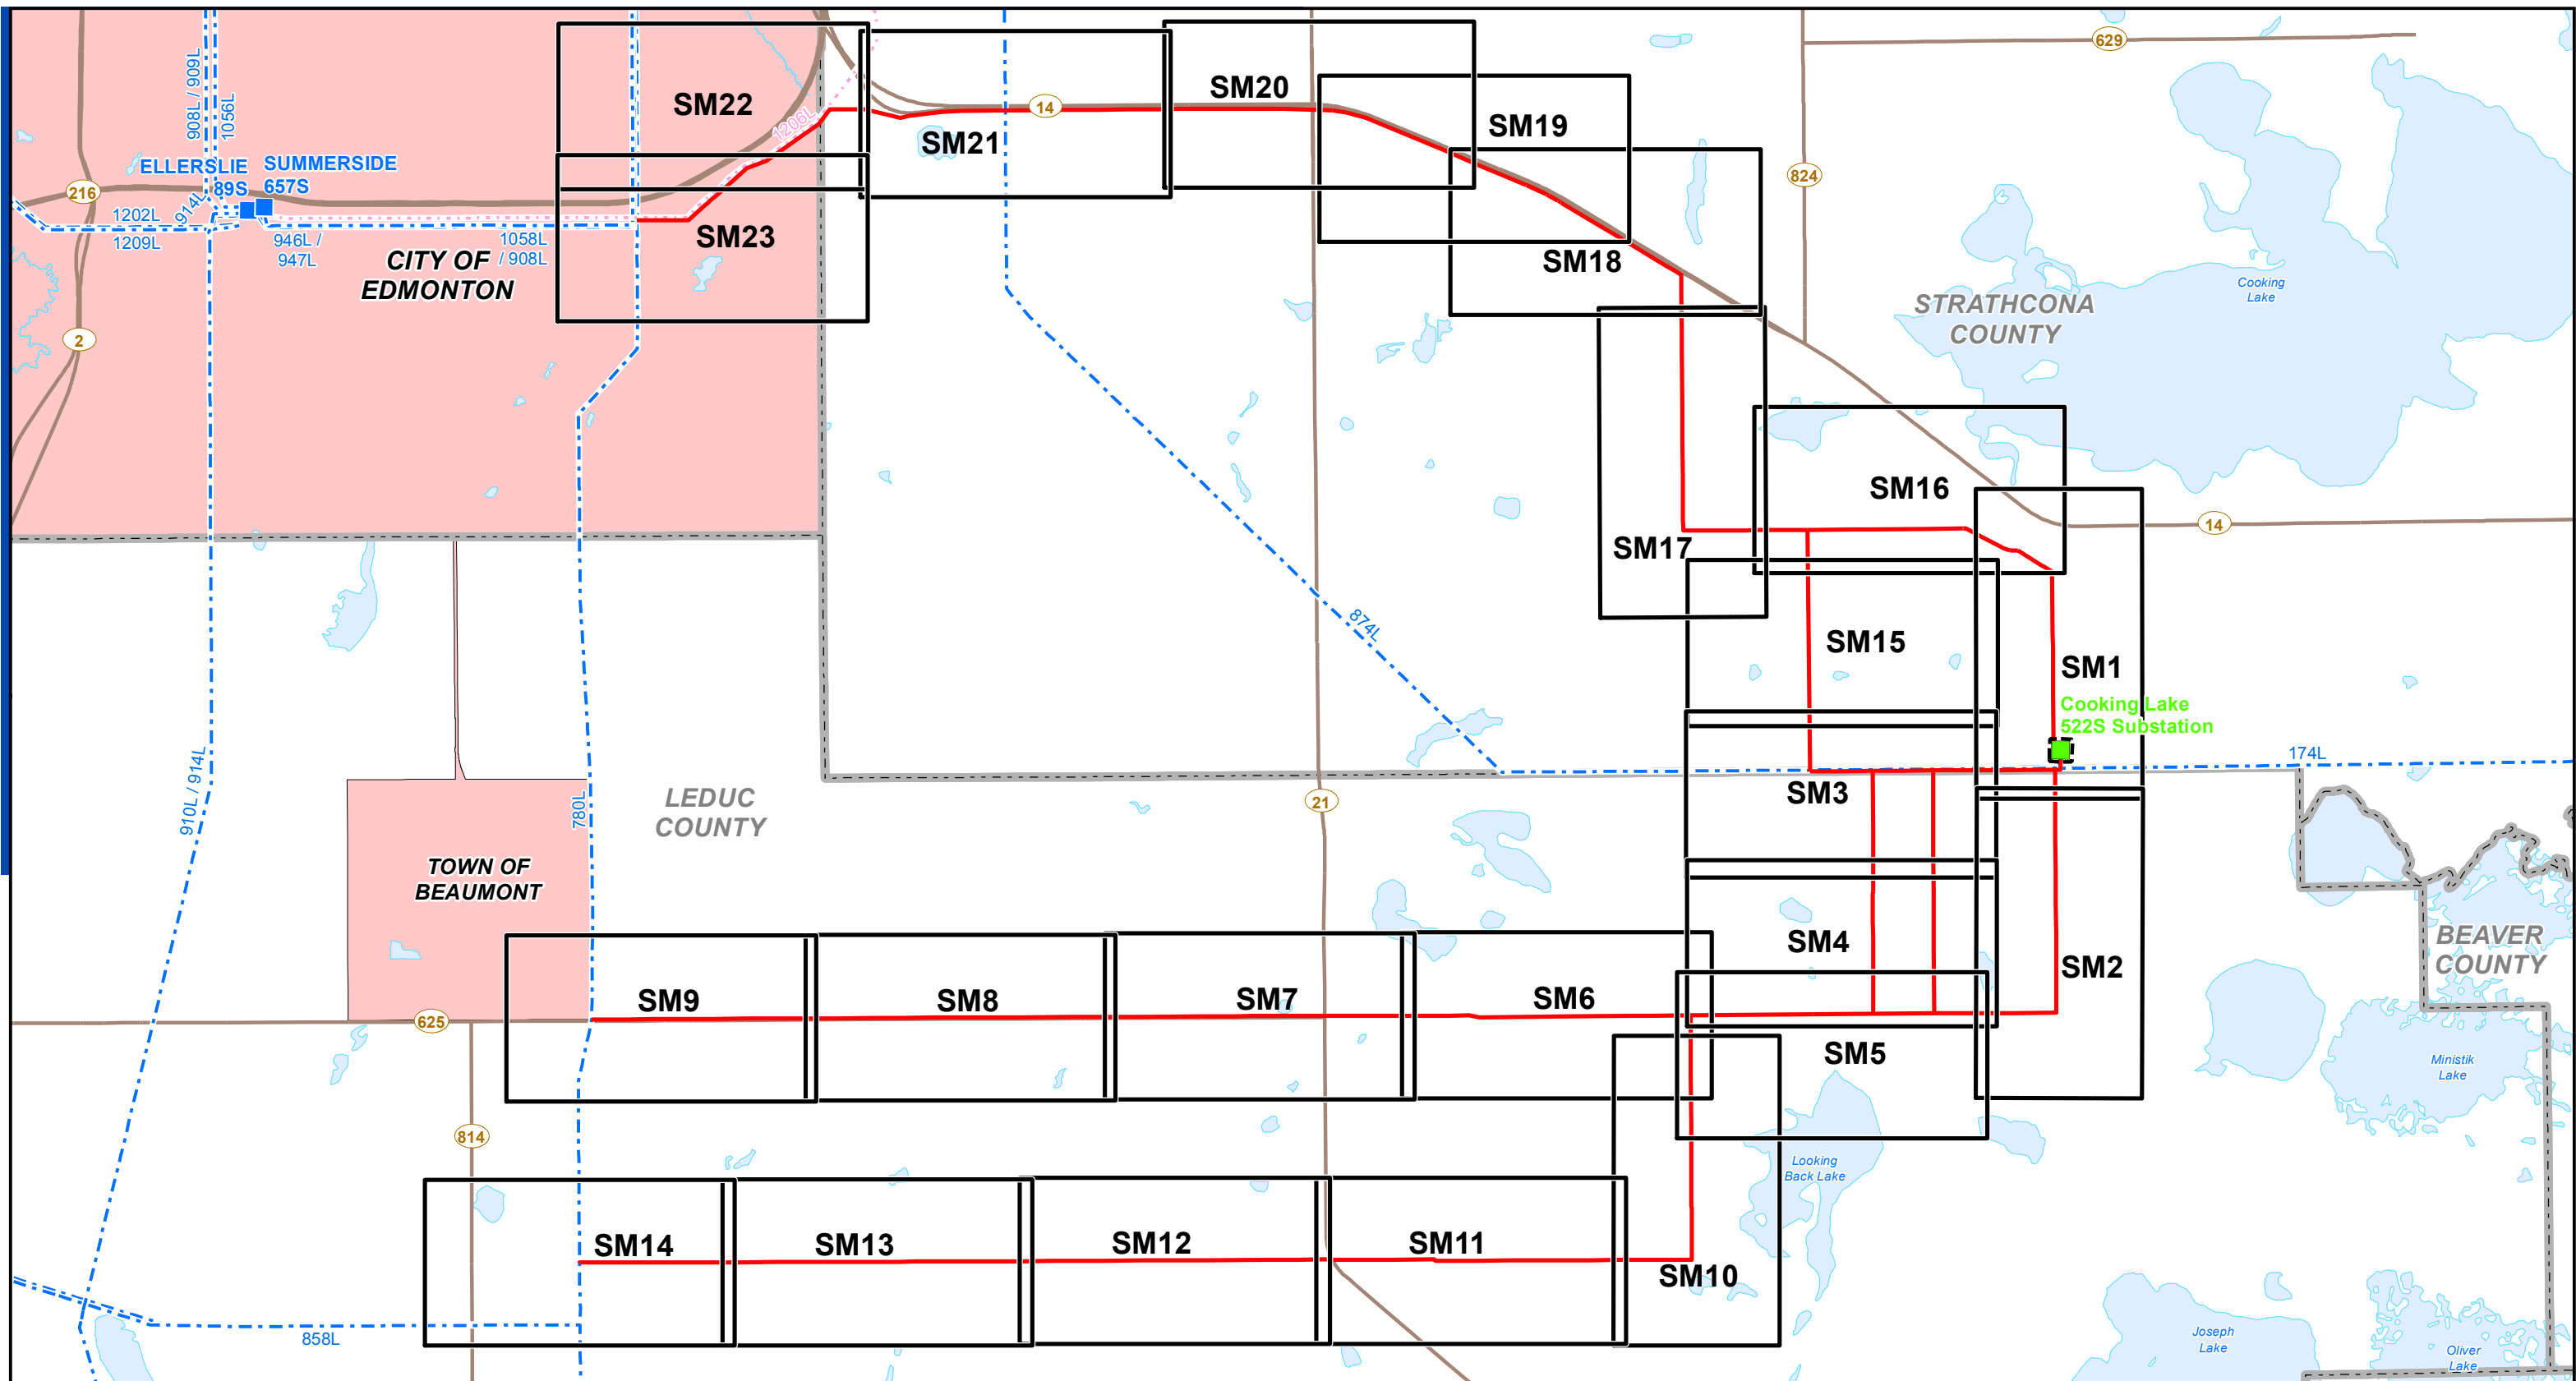 629
908L / 909L
1056L
SM22
SM20
14
SM21
SM19
1206L
ELLERSLIE
89S
SUMMERSIDE
657S
216
914L
1202L
1209L
946L /
947L
1058L
/ 908L
SM23
824
SM18
CITY OF
EDMONTON
2
STRATHCONA
COUNTY
Cooking
Lake
SM16
14
SM17
874L
SM15
SM1
Cooking Lake
522S Substation
174L
910L / 914L
780L
LEDUC
COUNTY
21
SM3
TOWN OF
BEAUMONT
SM4
SM2
BEAVER
COUNTY
SM9
SM8
SM7
SM6
625
SM5
Ministik
Lake
814
Looking
Back Lake
SM14
SM13
SM12
SM11
SM10
858L
Joseph
Lake
Oliver
Lake